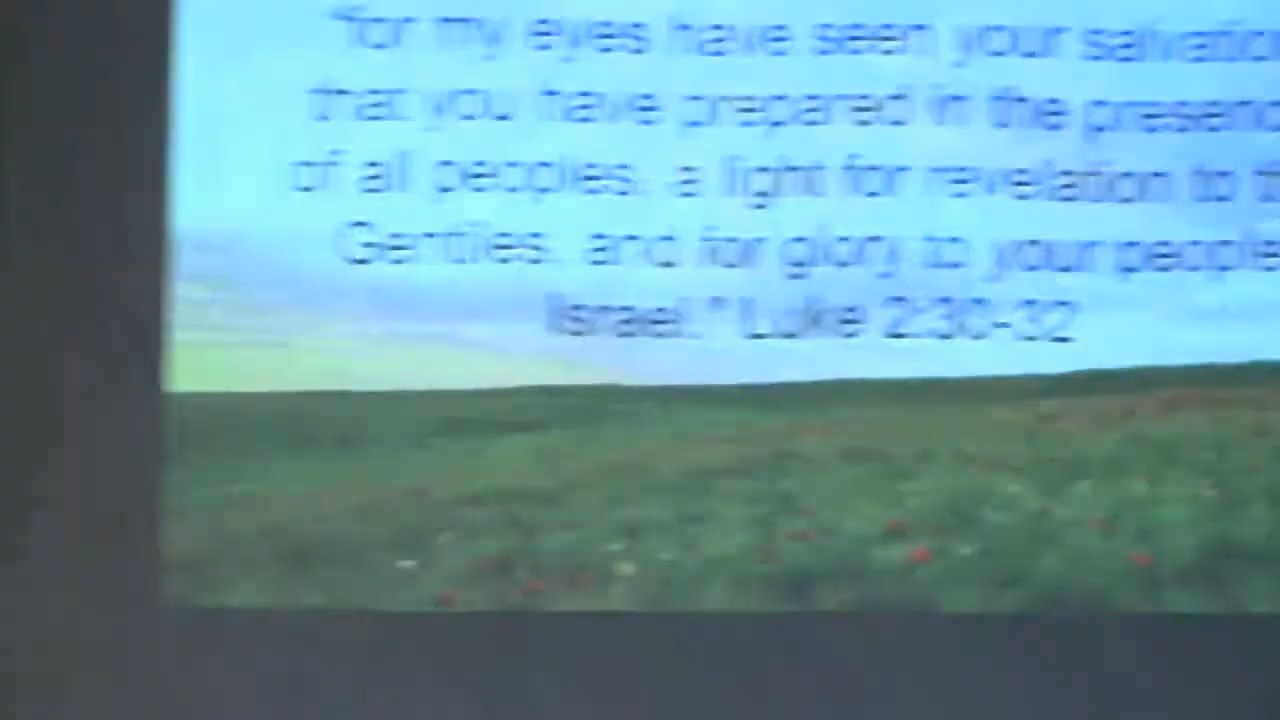 "for my eyes have seen your salvatio
that you have prepared in the presenc
of all peoples, a light for revelation to t
Gentiles, and for glory to your people
Israel." Luke 2:30-32